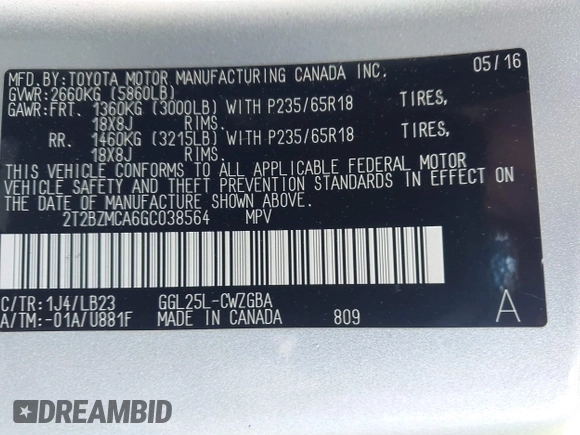 MFD.BY:TOYOTA MOTOR MANUFACTURING CANADA INC. 05/16
GVWR:2660KG (5860LB)
GAWR:FRT. 1360KG (3000LB) WITH P235/65R18 TIRES,
18X8J RIMS.
RR. 1460KG (3215LB) WITH P235/65R18 TIRES,
18X8J RIMS.
THIS VEHICLE CONFORMS TO ALL APPLICABLE FEDERAL MOTOR
VEHICLE SAFETY AND THEFT PREVENTION STANDARDS IN EFFECT ON
THE DATE OF MANUFACTURE SHOWN ABOVE.
2T2BZMCA6GC038564 MPV
C/TR:1J4/LB23 GGL25L-CWZGBA
A/TM:-01A/U881F MADE IN CANADA 809 A
DREAMBID